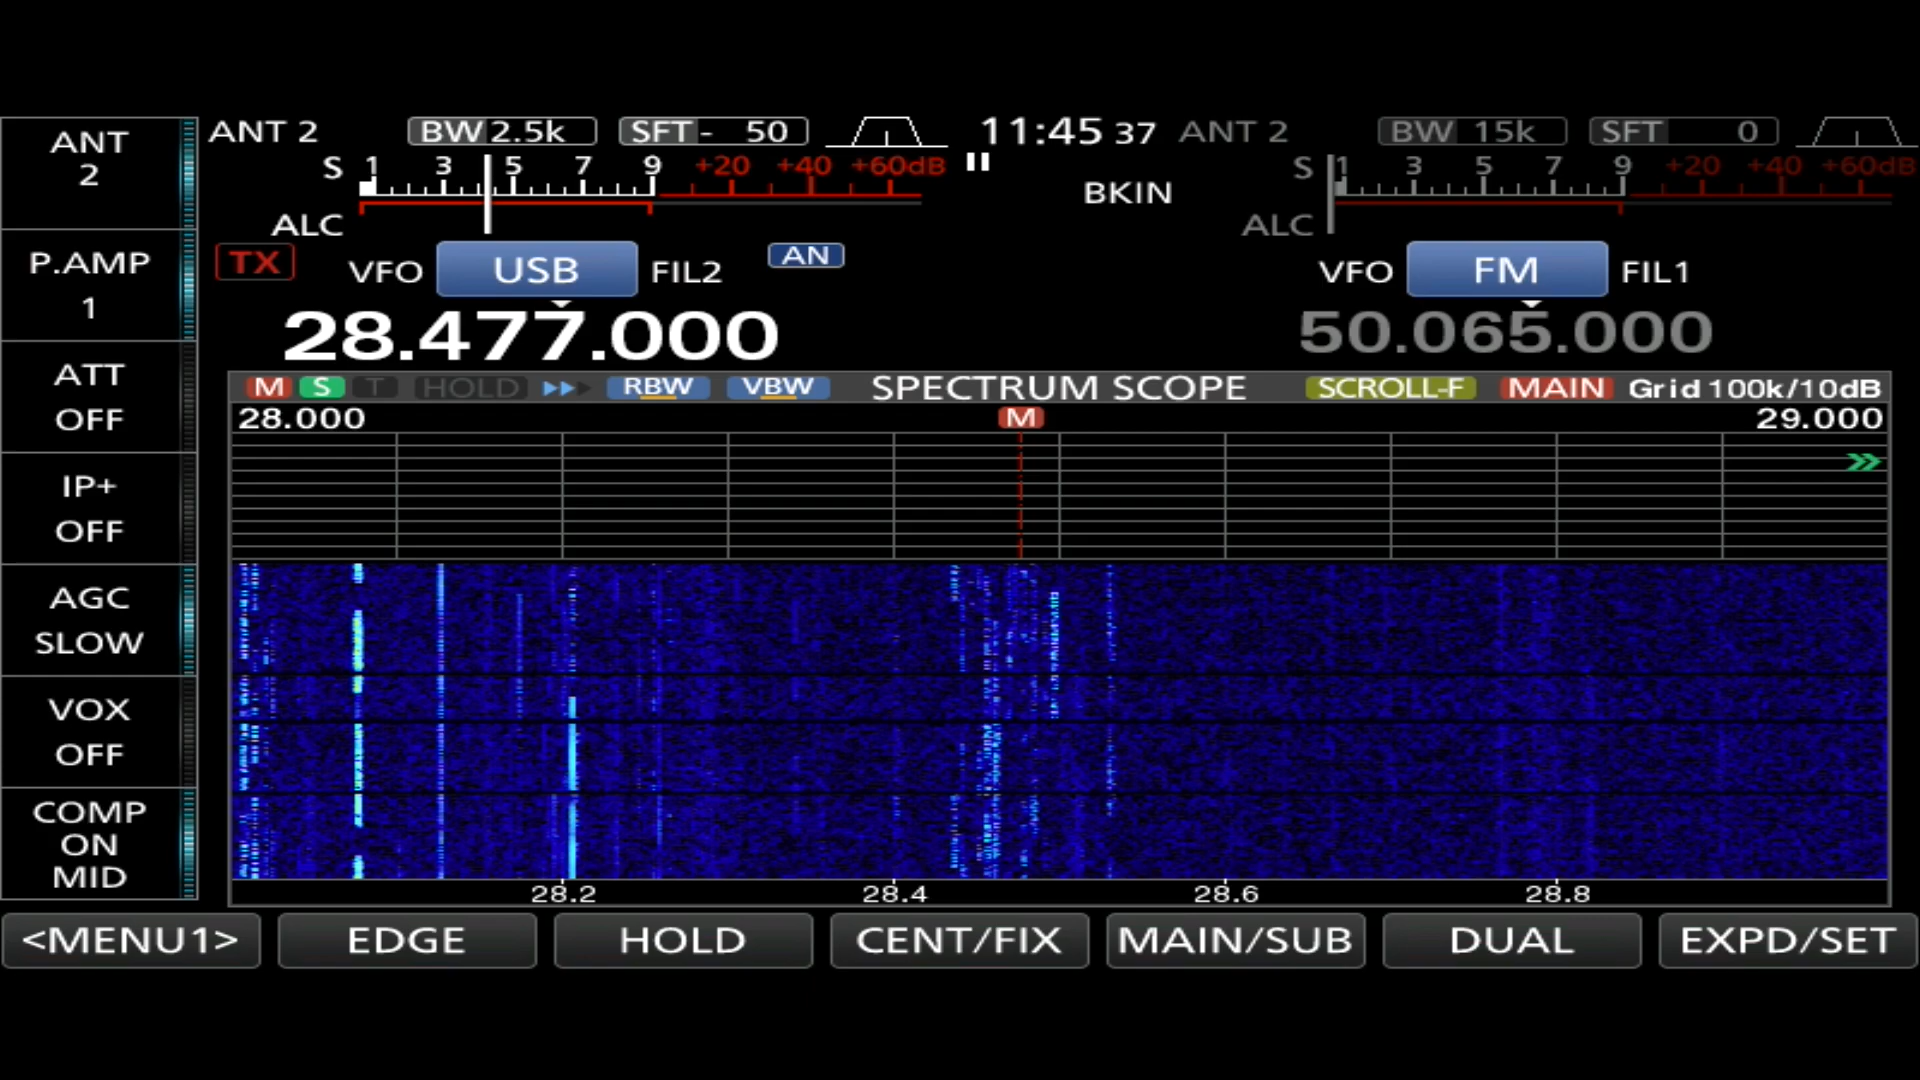 ANT 2
P.AMP 1
ATT OFF
IP+ OFF
AGC SLOW
VOX OFF
COMP ON MID
ANT 2 BW 2.5k SFT - 50 11:45 37 ANT 2 BW 15k SFT 0
S 1 3 5 7 9 +20 +40 +60dB S 1 3 5 7 9 +20 +40 +60dB
BKIN
ALC ALC
TX VFO USB FIL2 AN VFO FM FIL1
28.477.000 50.065.000
M S T HOLD RBW VBW SPECTRUM SCOPE SCROLL-F MAIN Grid 100k/10dB
28.000 M 29.000
28.2 28.4 28.6 28.8
<MENU1> EDGE HOLD CENT/FIX MAIN/SUB DUAL EXPD/SET